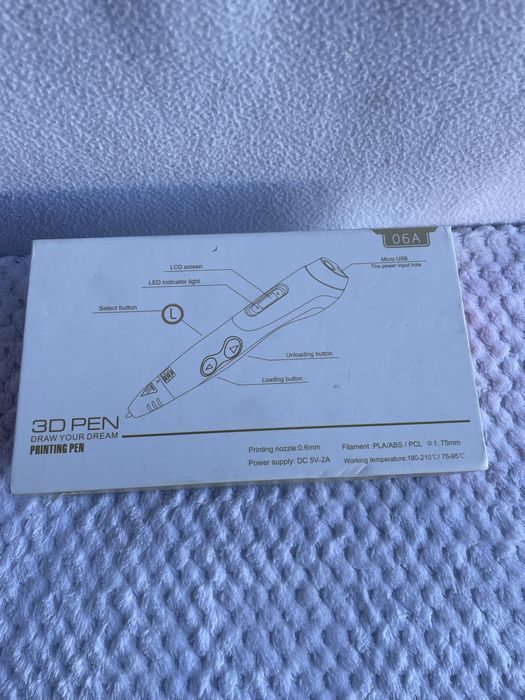 06A
LCD screen
Micro USB
The power input hole
LED Indicator light
Select button
L
Unloading button
Loading button
3D PEN
DRAW YOUR DREAM
PRINTING PEN
Printing nozzle:0.6mm
Filament :PLA/ABS / PCL Φ1.75mm
Power supply: DC 5V-2A
Working temperature:180-210℃/ 75-95℃